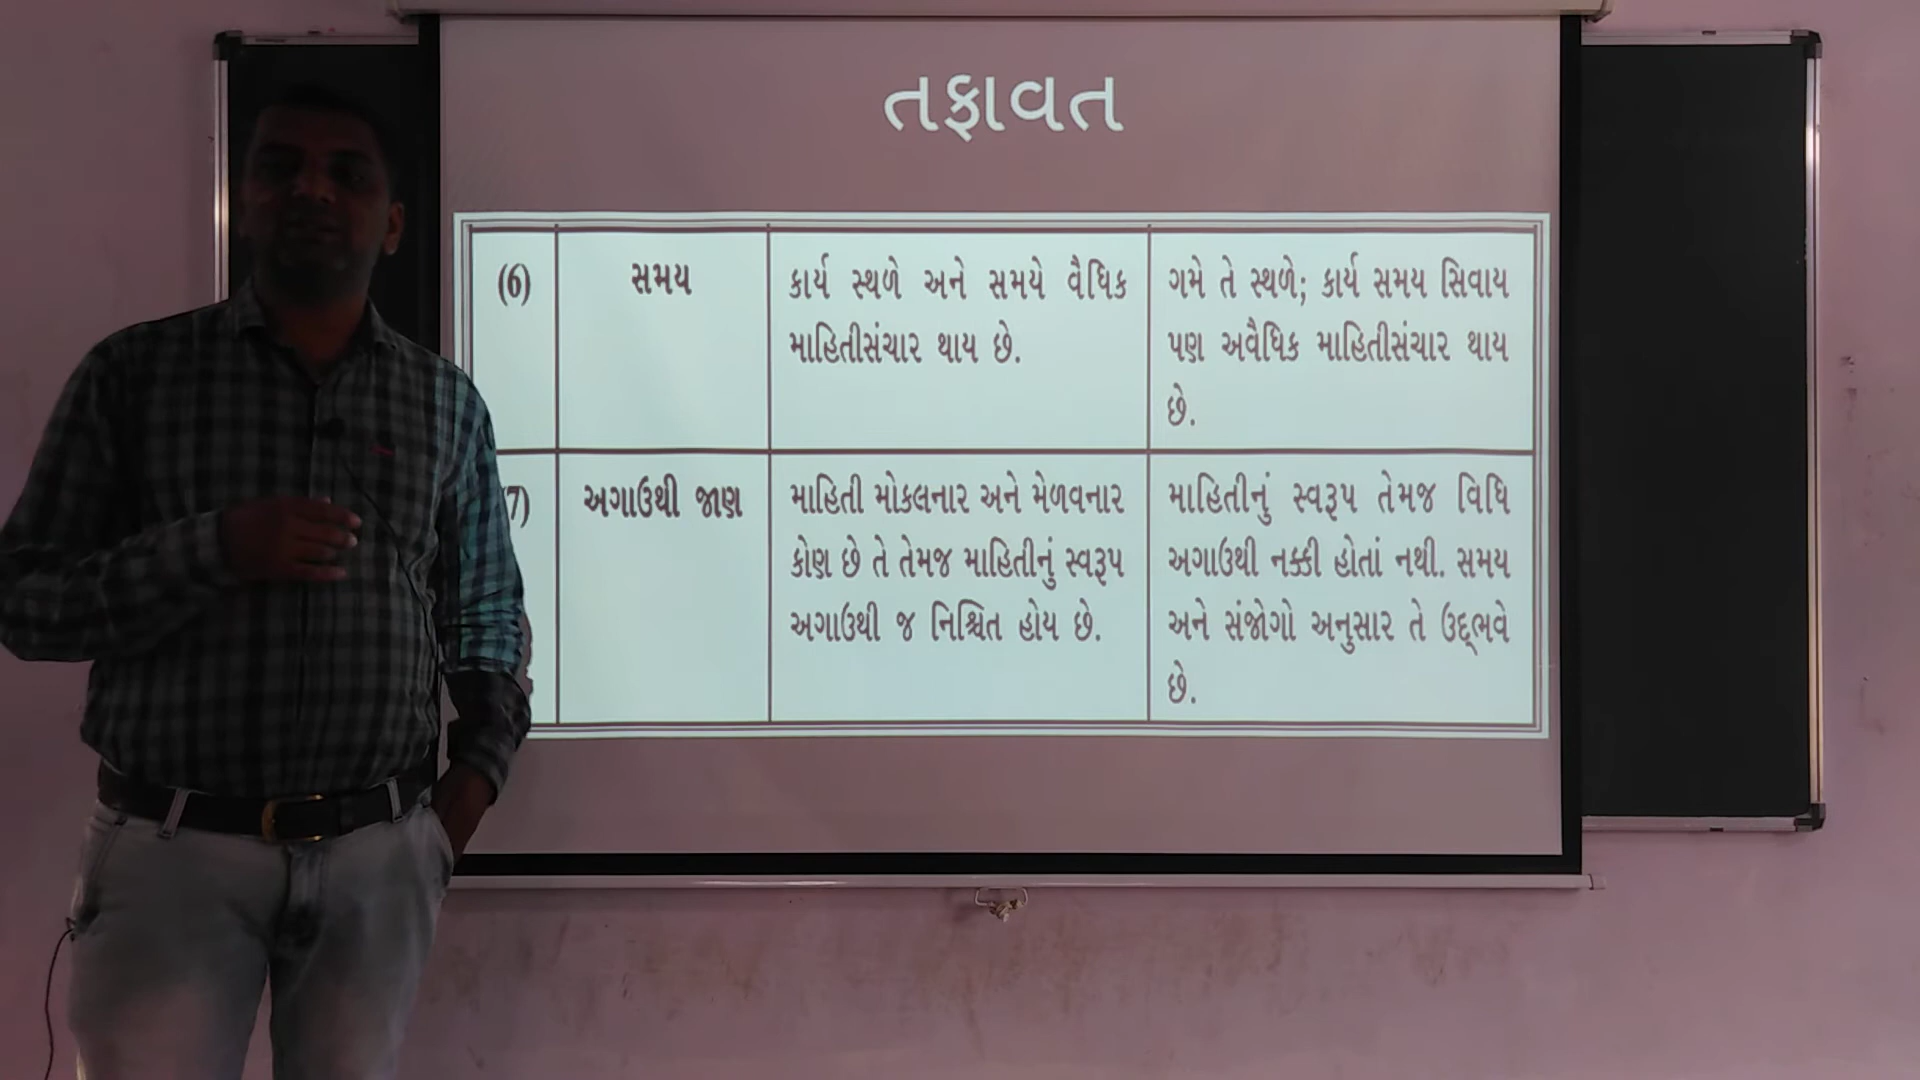 તફાવત
(6)
સમય
કાર્ય સ્થળે અને સમયે વૈધિક
માહિતીસંચાર થાય છે.
ગમે તે સ્થળે; કાર્ય સમય સિવાય
પણ અવૈધિક માહિતીસંચાર થાય
છે.
7)
અગાઉથી જાણ
માહિતી મોકલનાર અને મેળવનાર
કોણ છે તે તેમજ માહિતીનું સ્વરૂપ
અગાઉથી જ નિશ્ચિત હોય છે.
માહિતીનું સ્વરૂપ તેમજ વિધિ
અગાઉથી નક્કી હોતાં નથી. સમય
અને સંજોગો અનુસાર તે ઉદ્‌ભવે
છે.